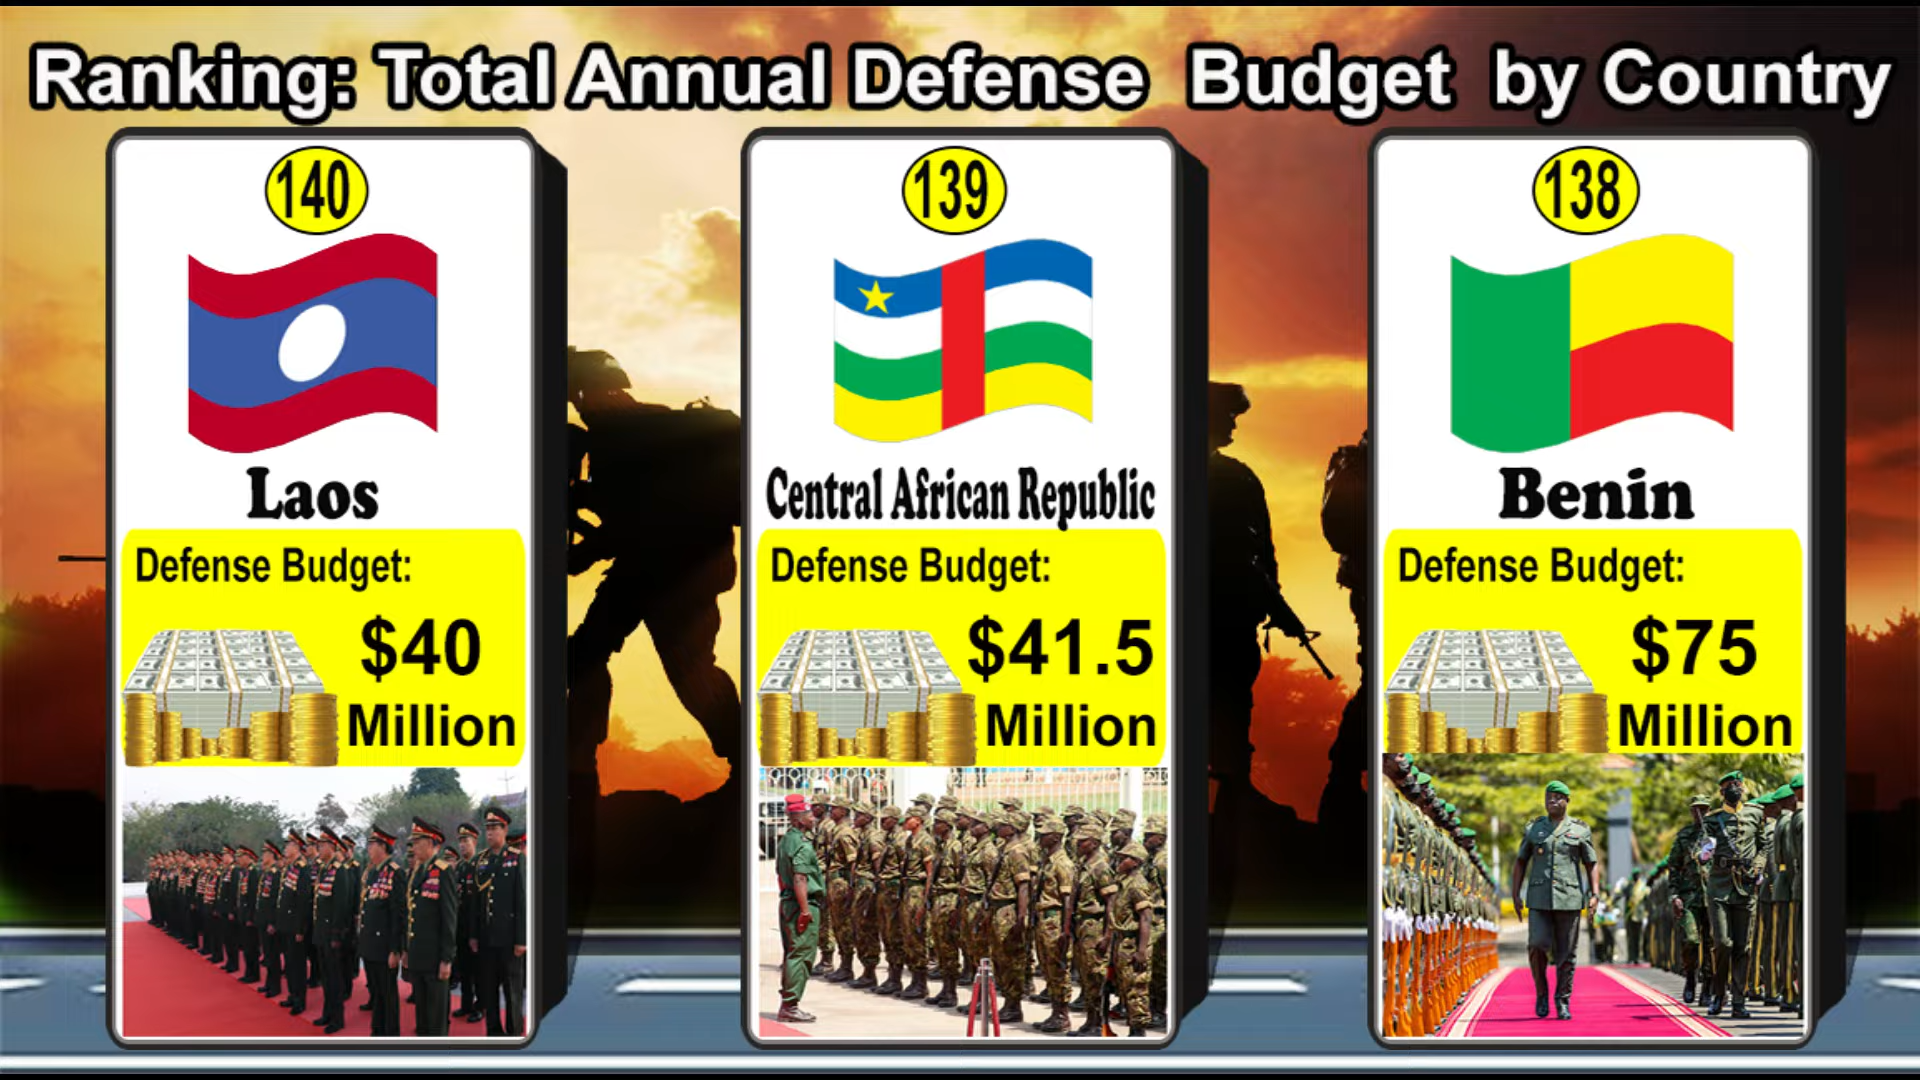 Ranking: Total Annual Defense Budget by Country
140
Laos
Defense Budget:
$40
Million
139
Central African Republic
Defense Budget:
$41.5
Million
138
Benin
Defense Budget:
$75
Million